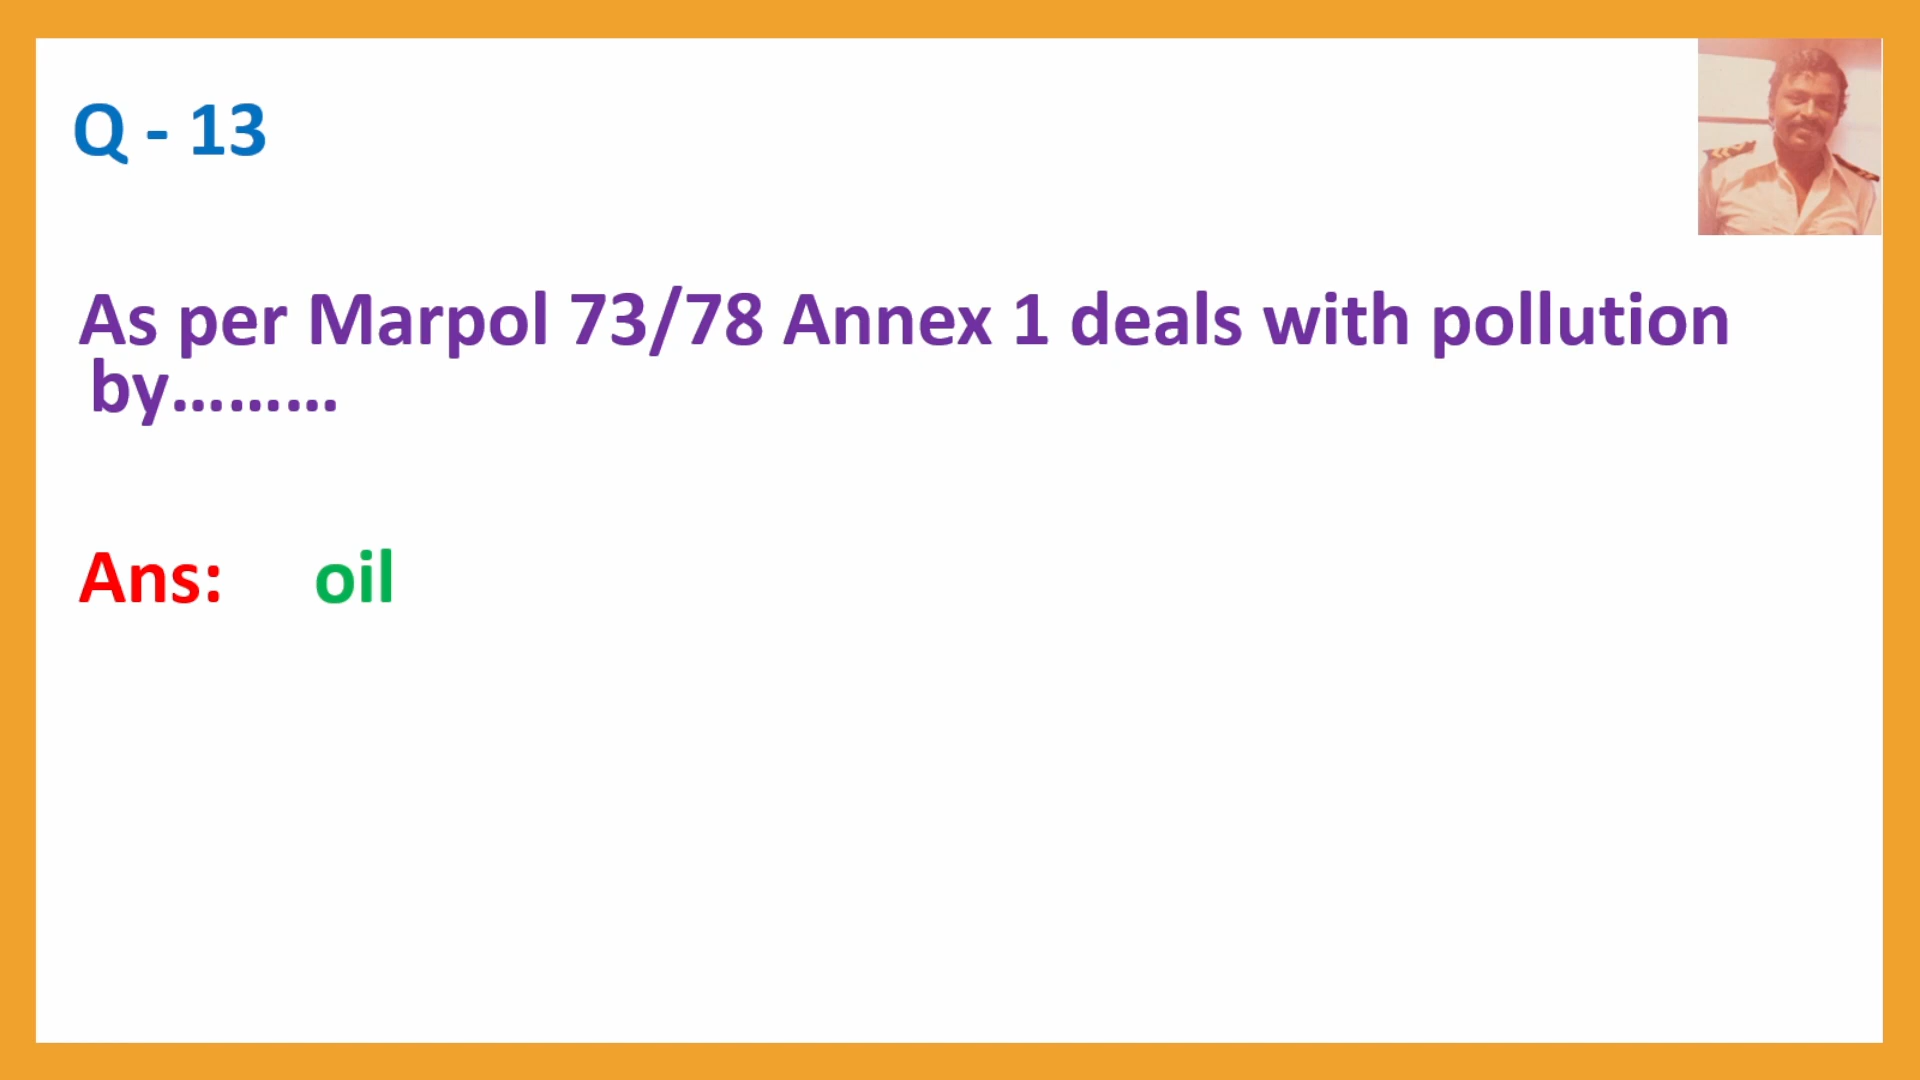 Q - 13
As per Marpol 73/78 Annex 1 deals with pollution
by.........
Ans: oil